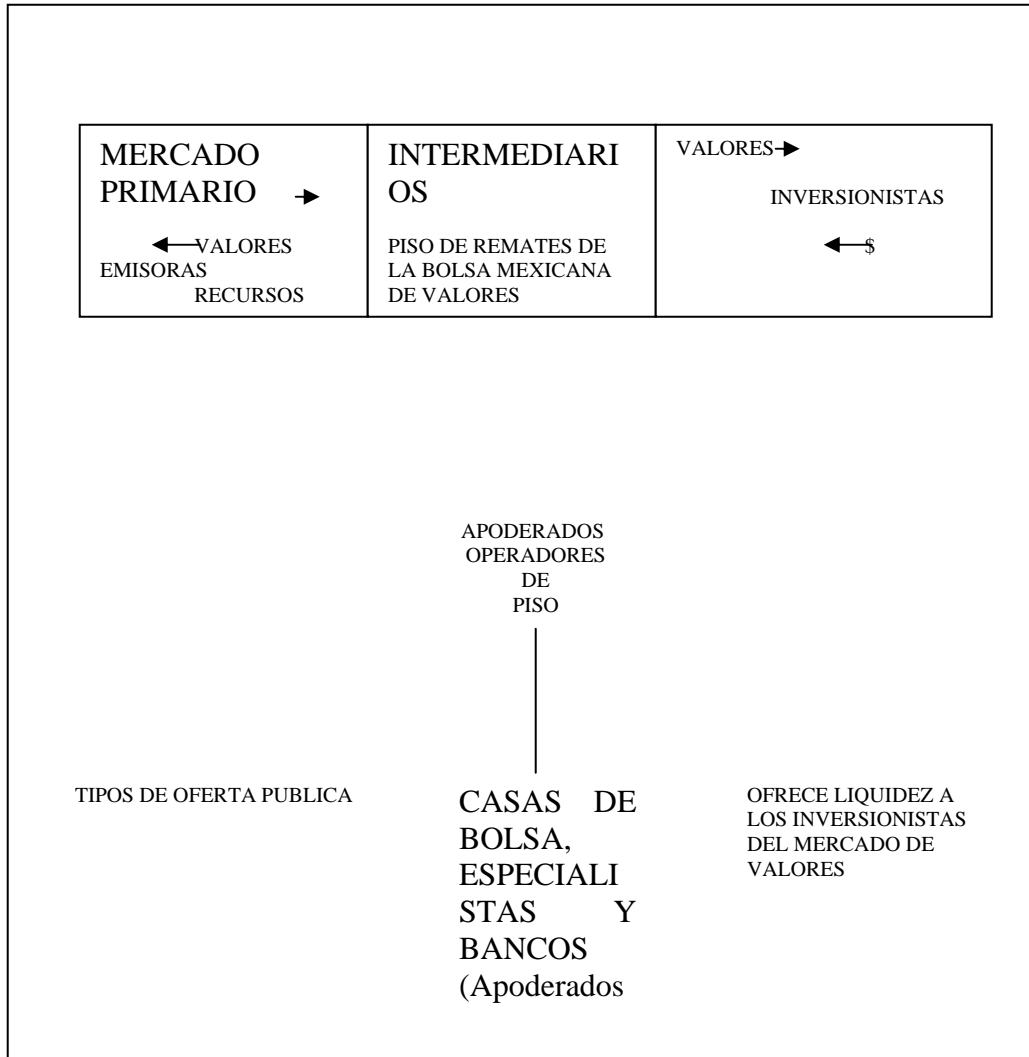 MERCADO
PRIMARIO
VALORES
EMISORAS
RECURSOS
INTERMEDIARI
OS
PISO DE REMATES DE
LA BOLSA MEXICANA
DE VALORES
VALORES
INVERSIONISTAS
$
APODERADOS
OPERADORES
DE
PISO
TIPOS DE OFERTA PUBLICA
CASAS DE
BOLSA,
ESPECIALI
STAS Y
BANCOS
(Apoderados
OFRECE LIQUIDEZ A
LOS INVERSIONISTAS
DEL MERCADO DE
VALORES